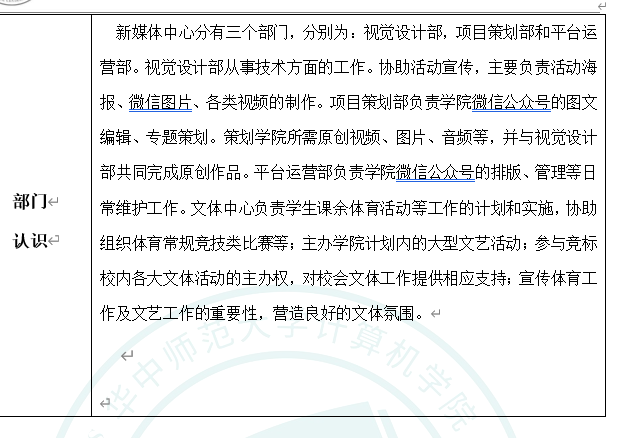 新媒体中心分有三个部门，分别为：视觉设计部，项目策划部和平台运
营部。视觉设计部从事技术方面的工作。协助活动宣传，主要负责活动海
报、微信图片、各类视频的制作。项目策划部负责学院微信公众号的图文
编辑、专题策划。策划学院所需原创视频、图片、音频等，并与视觉设计
部共同完成原创作品。平台运营部负责学院微信公众号的排版、管理等日
常维护工作。文体中心负责学生课余体育活动等工作的计划和实施，协助
组织体育常规竞技类比赛等；主办学院计划内的大型文艺活动；参与竞标
校内各大文体活动的主办权，对校会文体工作提供相应支持；宣传体育工
作及文艺工作的重要性，营造良好的文体氛围。
部门
认识
华中师范大学计算机学院